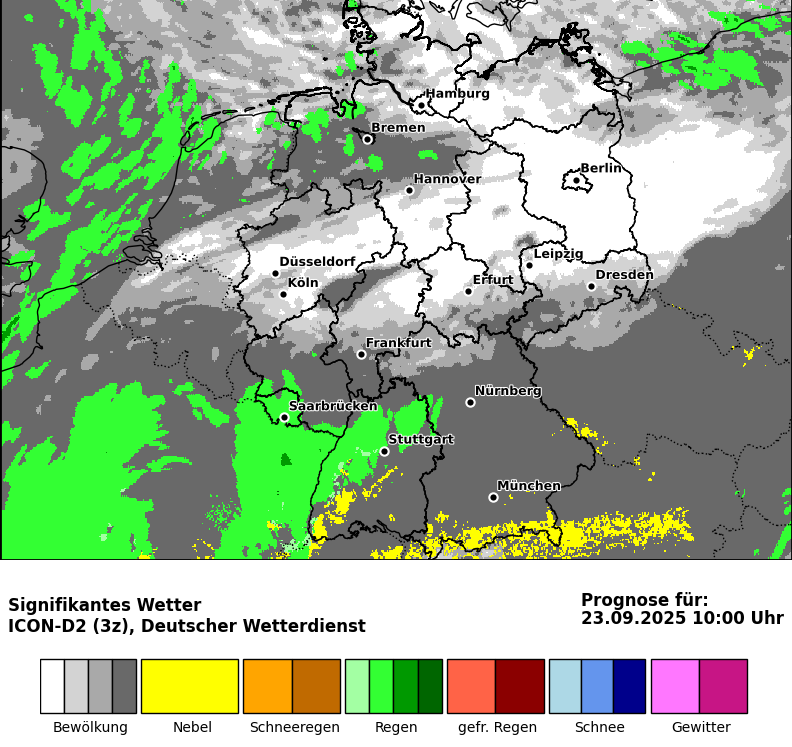 Hamburg
Bremen
Berlin
Hannover
Leipzig
Düsseldorf
Dresden
Köln
Erfurt
Frankfurt
Nürnberg
Saarbrücken
Stuttgart
München
Signifikantes Wetter
ICON-D2 (3z), Deutscher Wetterdienst
Prognose für:
23.09.2025 10:00 Uhr
Bewölkung Nebel Schneeregen Regen gefr. Regen Schnee Gewitter